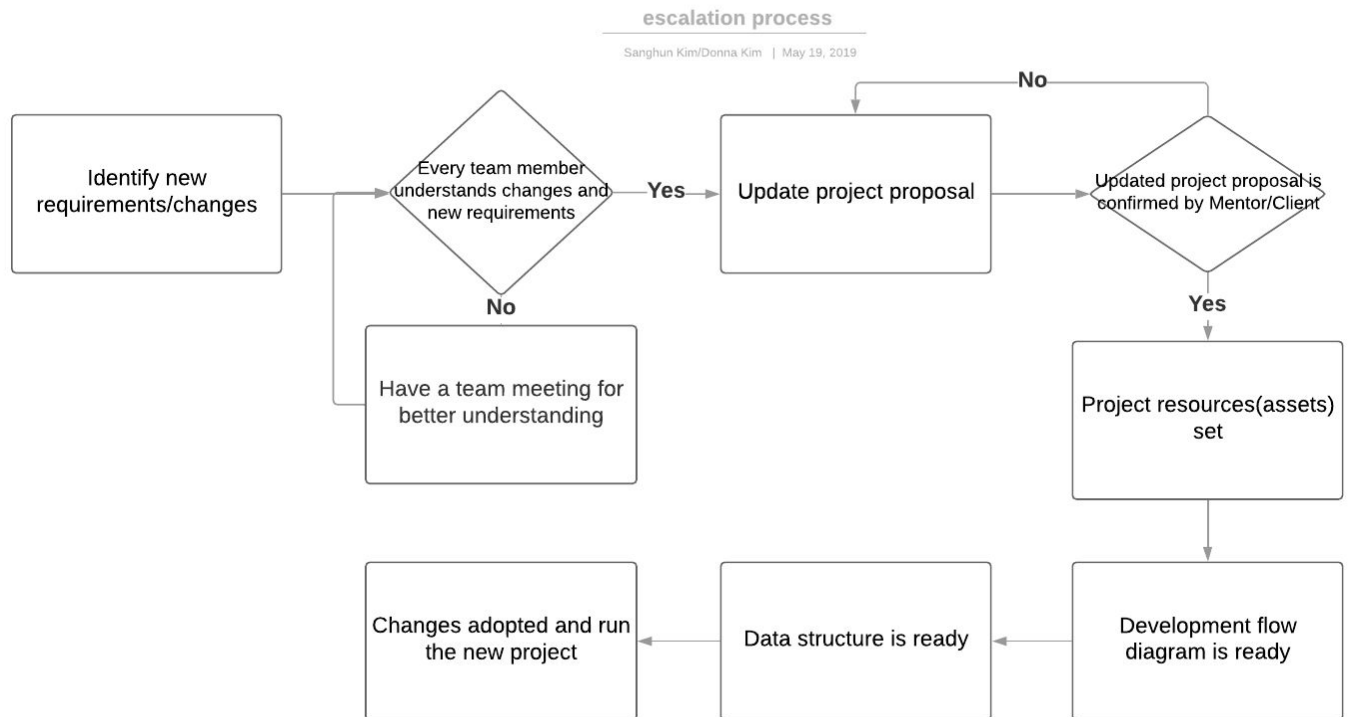 escalation process
Sanghun Kim/Donna Kim | May 19, 2019
No
Identify new
requirements/changes
Every team member
understands changes and
new requirements
Yes
Update project proposal
Updated project proposal is
confirmed by Mentor/Client
No
Yes
Have a team meeting for
better understanding
Project resources(assets)
set
Changes adopted and run
the new project
Data structure is ready
Development flow
diagram is ready